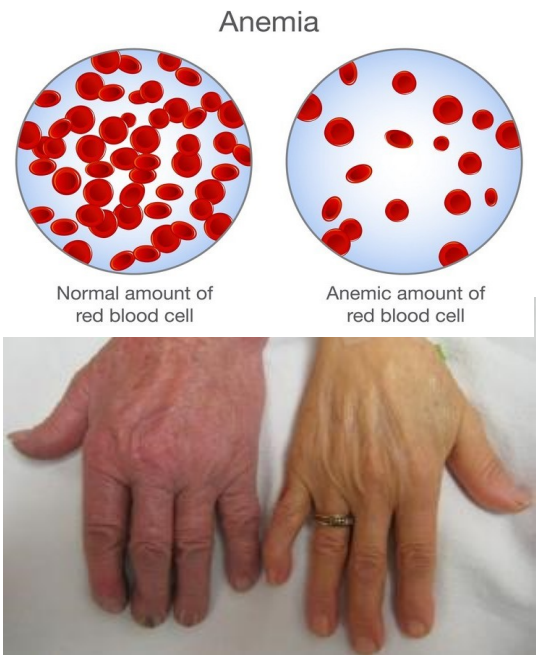 Anemia
Normal amount of
red blood cell
Anemic amount of
red blood cell